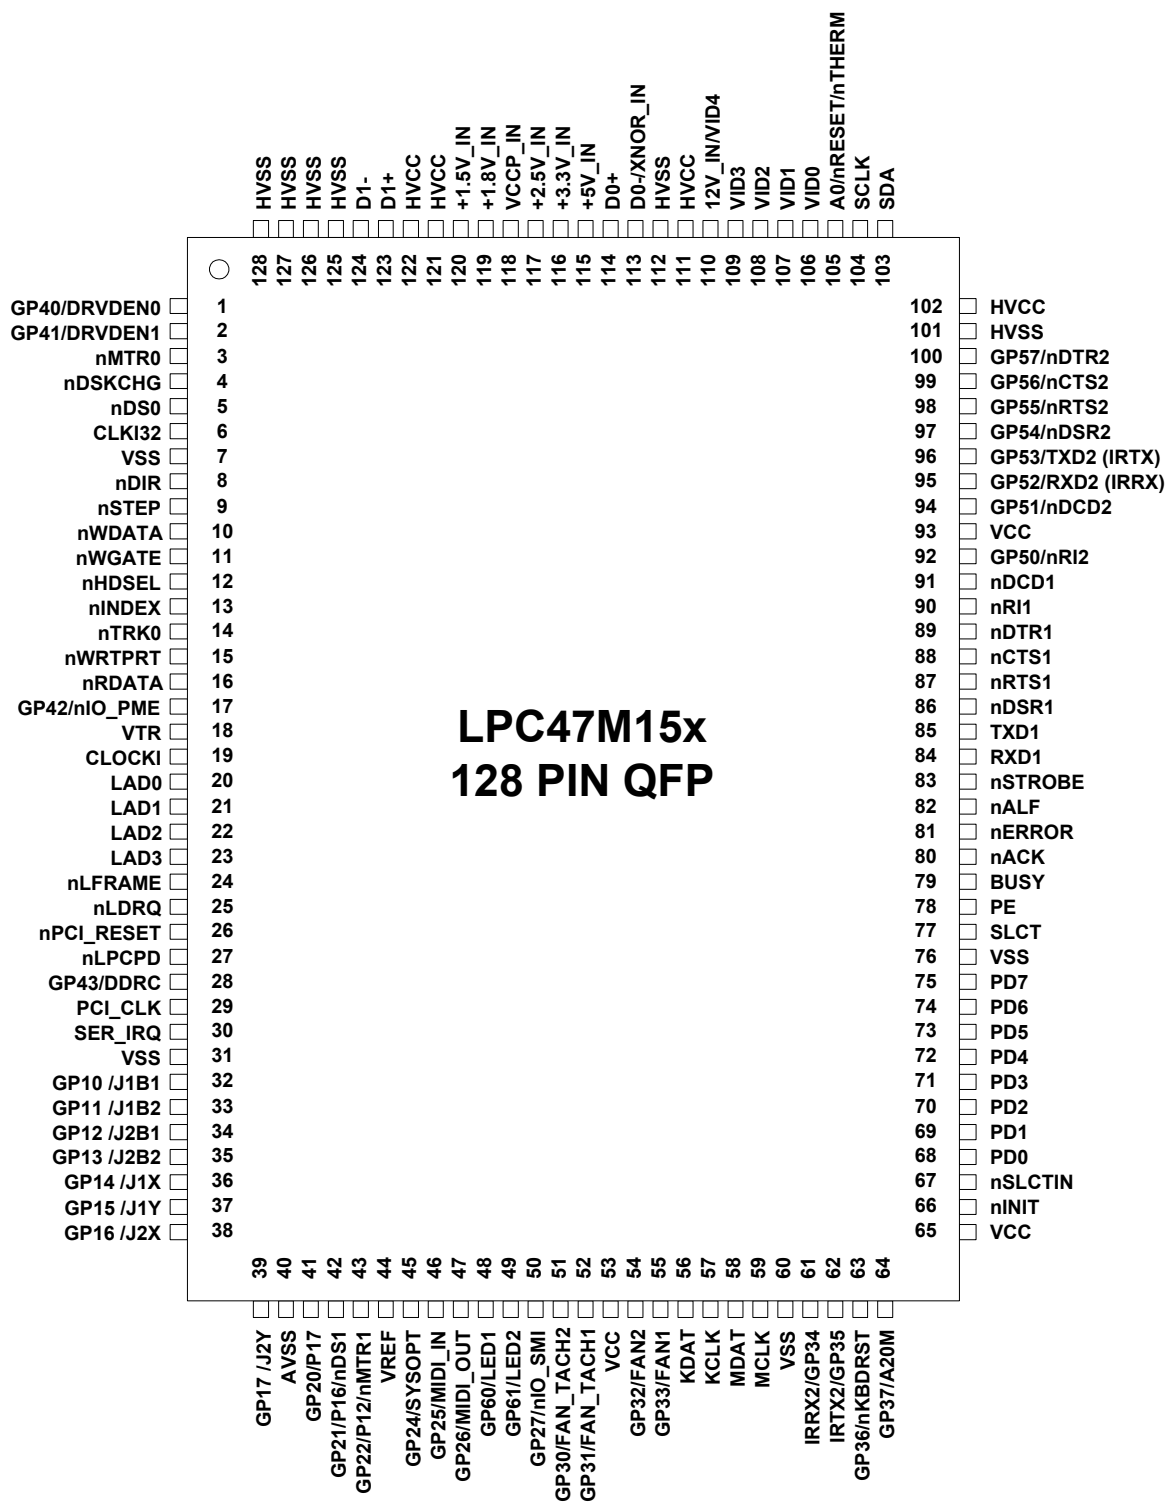 HVSS
HVSS
HVSS
HVSS
D1-
D1+
HVCC
HVCC
+1.5V_IN
+1.8V_IN
VCCP_IN
+2.5V_IN
+3.3V_IN
+5V_IN
D0+
D0-/XNOR_IN
HVSS
HVCC
12V_IN/VID4
VID3
VID2
VID1
VID0
A0/nRESET/nTHERM
SCLK
SDA
128
127
126
125
124
123
122
121
120
119
118
117
116
115
114
113
112
111
110
109
108
107
106
105
104
103
GP40/DRVDEN0 1
GP41/DRVDEN1 2
nMTR0 3
nDSKCHG 4
nDS0 5
CLKI32 6
VSS 7
nDIR 8
nSTEP 9
nWDATA 10
nWGATE 11
nHDSEL 12
nINDEX 13
nTRK0 14
nWRTPRT 15
nRDATA 16
GP42/nIO_PME 17
VTR 18
CLOCKI 19
LAD0 20
LAD1 21
LAD2 22
LAD3 23
nLFRAME 24
nLDRQ 25
nPCI_RESET 26
nLPCPD 27
GP43/DDRC 28
PCI_CLK 29
SER_IRQ 30
VSS 31
GP10 /J1B1 32
GP11 /J1B2 33
GP12 /J2B1 34
GP13 /J2B2 35
GP14 /J1X 36
GP15 /J1Y 37
GP16 /J2X 38
LPC47M15x
128 PIN QFP
102 HVCC
101 HVSS
100 GP57/nDTR2
99 GP56/nCTS2
98 GP55/nRTS2
97 GP54/nDSR2
96 GP53/TXD2 (IRTX)
95 GP52/RXD2 (IRRX)
94 GP51/nDCD2
93 VCC
92 GP50/nRI2
91 nDCD1
90 nRI1
89 nDTR1
88 nCTS1
87 nRTS1
86 nDSR1
85 TXD1
84 RXD1
83 nSTROBE
82 nALF
81 nERROR
80 nACK
79 BUSY
78 PE
77 SLCT
76 VSS
75 PD7
74 PD6
73 PD5
72 PD4
71 PD3
70 PD2
69 PD1
68 PD0
67 nSLCTIN
66 nINIT
65 VCC
39
40
41
42
43
44
45
46
47
48
49
50
51
52
53
54
55
56
57
58
59
60
61
62
63
64
GP17 /J2Y
AVSS
GP20/P17
GP21/P16/nDS1
GP22/P12/nMTR1
VREF
GP24/SYSOPT
GP25/MIDI_IN
GP26/MIDI_OUT
GP60/LED1
GP61/LED2
GP27/nIO_SMI
GP30/FAN_TACH2
GP31/FAN_TACH1
VCC
GP32/FAN2
GP33/FAN1
KDAT
KCLK
MDAT
MCLK
VSS
IRRX2/GP34
IRTX2/GP35
GP36/nKBDRST
GP37/A20M